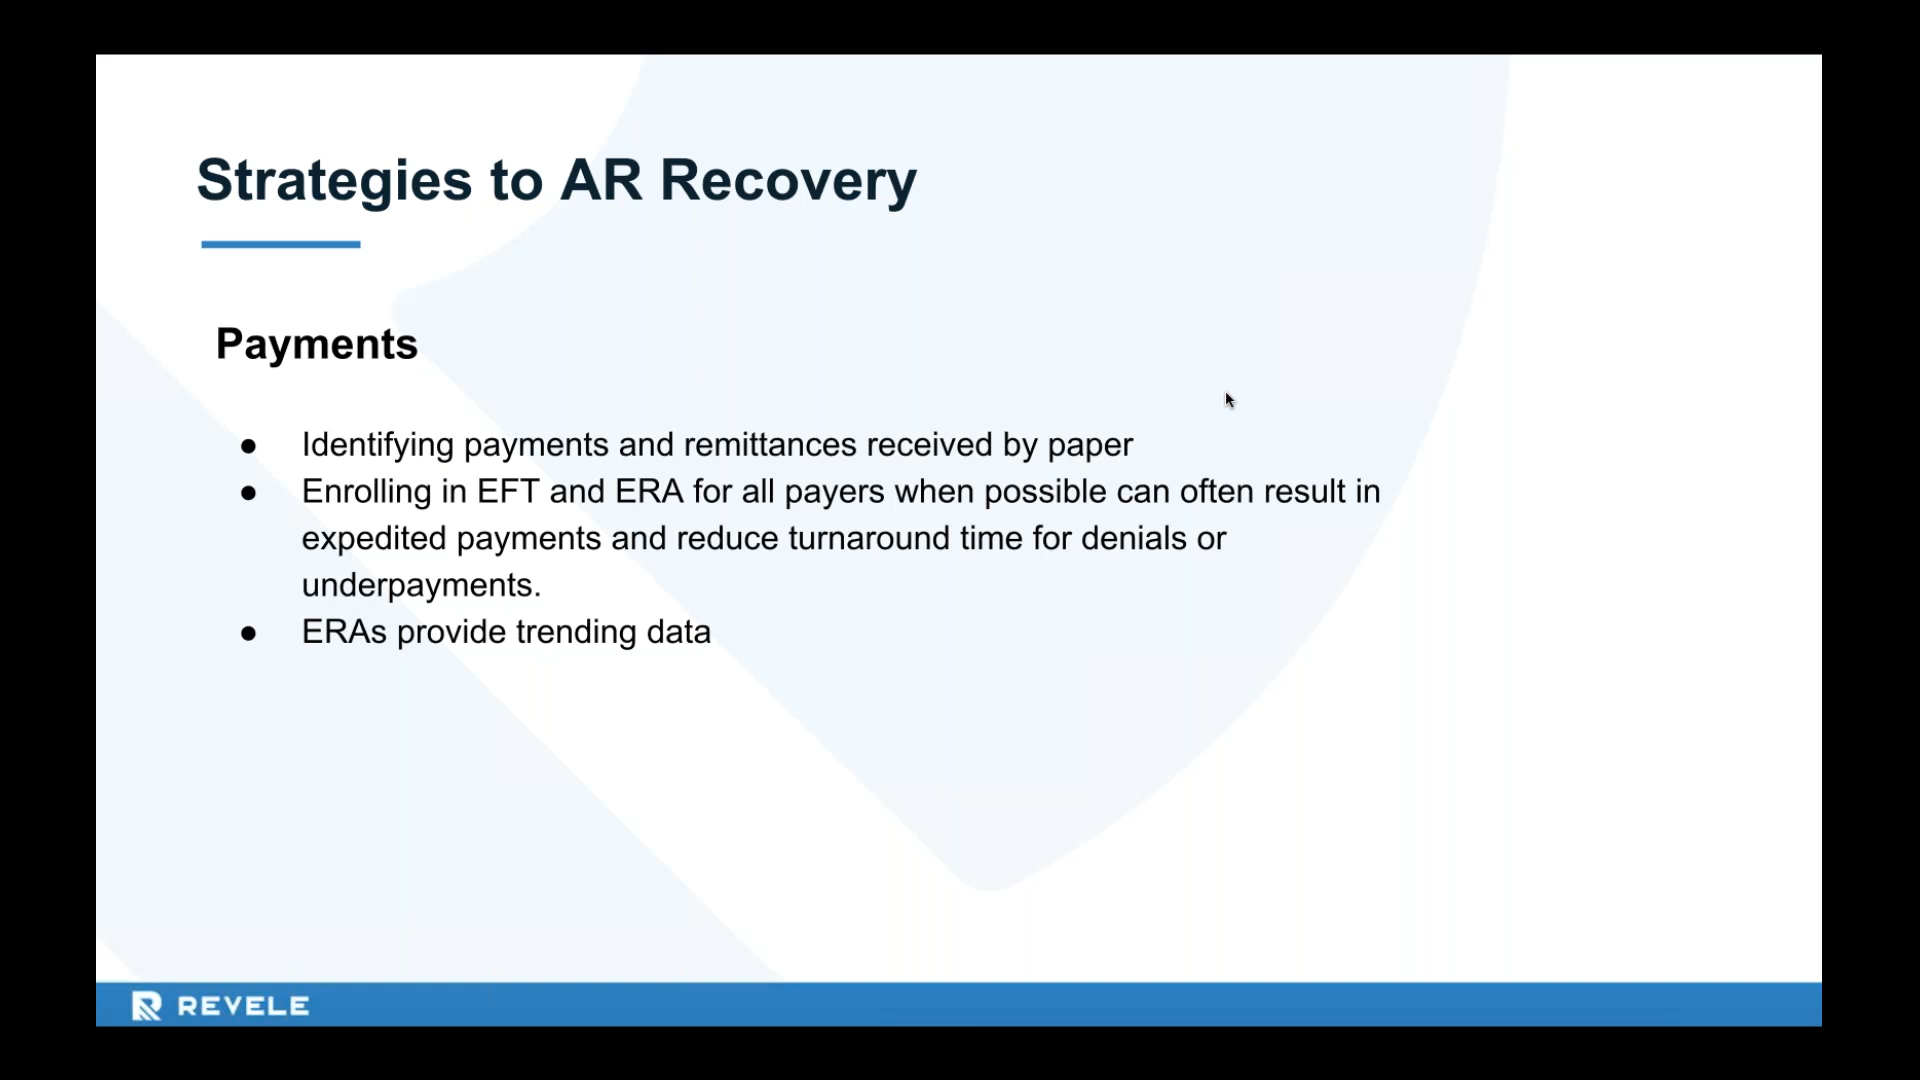 Strategies to AR Recovery
Payments
● Identifying payments and remittances received by paper
● Enrolling in EFT and ERA for all payers when possible can often result in
expedited payments and reduce turnaround time for denials or
underpayments.
● ERAs provide trending data
REVELE